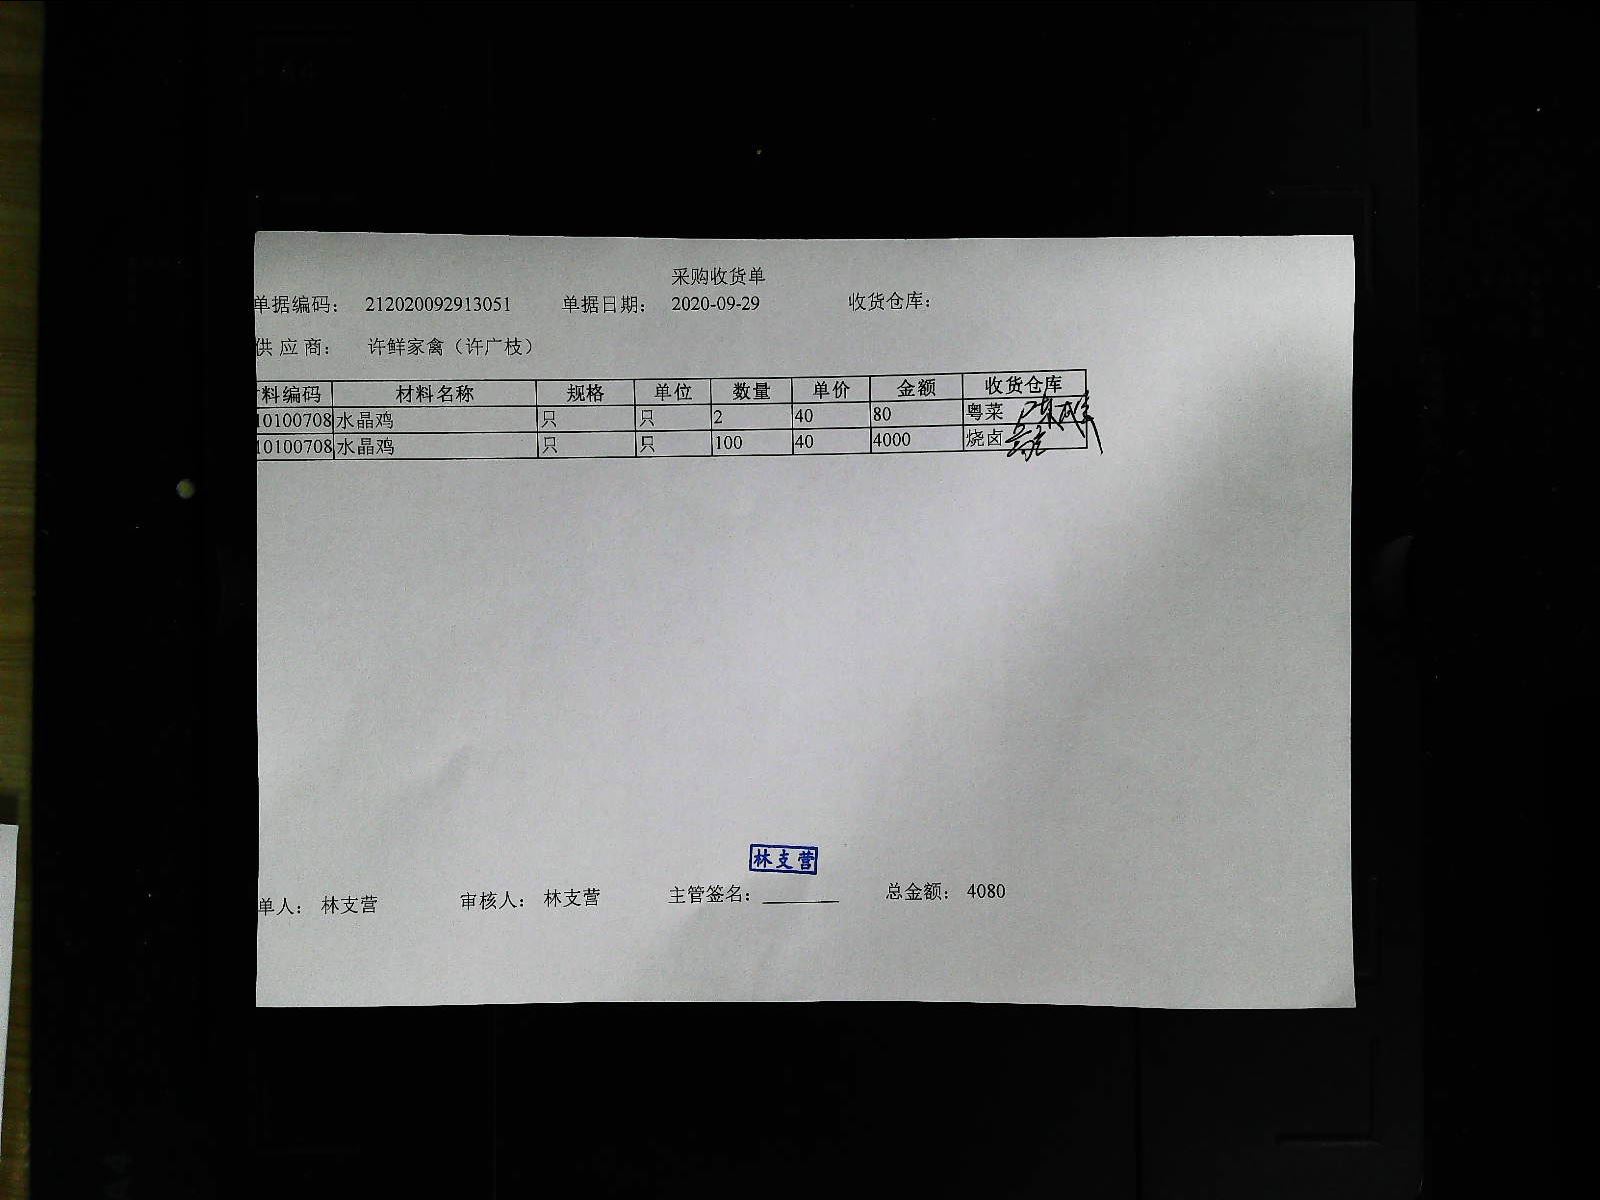 采购收货单
单据编码： 212020092913051 单据日期： 2020-09-29 收货仓库：
供 应 商： 许鲜家禽（许广枝）
料编码 材料名称 规格 单位 数量 单价 金额 收货仓库
10100708 水晶鸡 只 只 2 40 80 粤菜
10100708 水晶鸡 只 只 100 40 4000 烧卤
林支营
单人： 林支营 审核人： 林支营 主管签名： 总金额： 4080